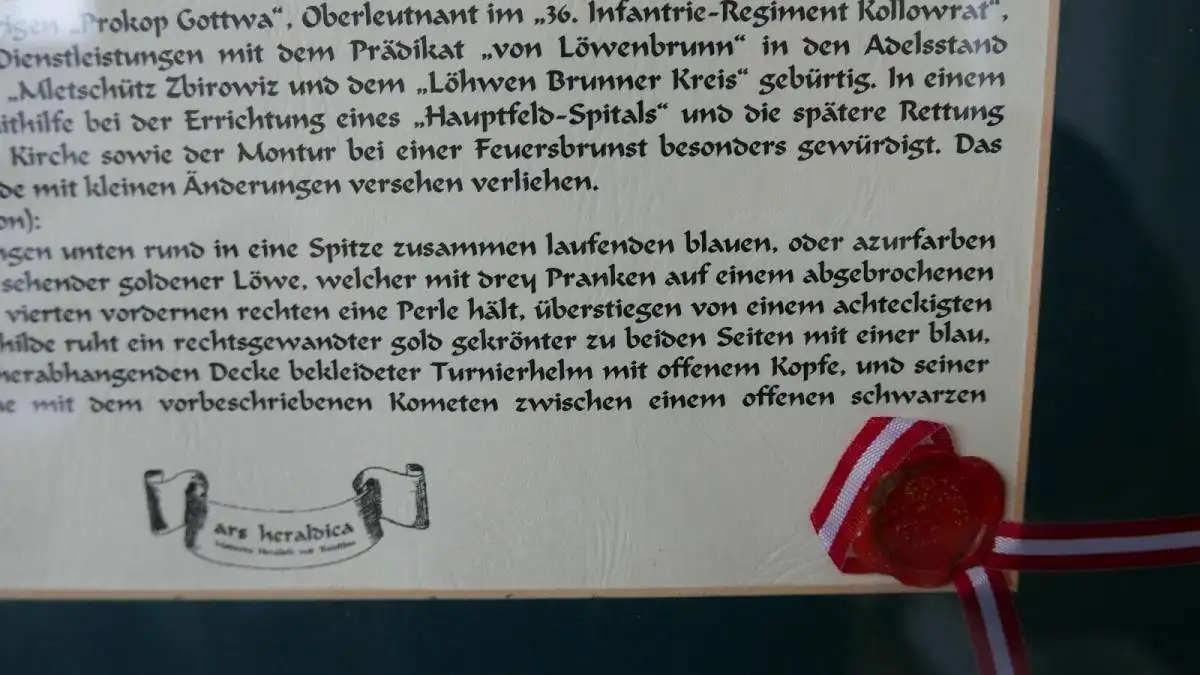 „Prokop Gottwa“, Oberleutnant im „36. Infantrie-Regiment Kollowrat“,
Dienstleistungen mit dem Prädikat „von Löwenbrunn“ in den Adelsstand
„Mletschütz Zbirowiz und dem „Löhwen Brunner Kreis“ gebürtig. In einem
ithilfe bei der Errichtung eines „Hauptfeld-Spitals“ und die spätere Rettung
Kirche sowie der Montur bei einer Feuersbrunst besonders gewürdigt. Das
de mit kleinen Änderungen versehen verliehen.
on):
ngen unten rund in eine Spitze zusammen laufenden blauen, oder azurfarben
sehender goldener Löwe, welcher mit drey Pranken auf einem abgebrochenen
vierten vordernen rechten eine Perle hält, überstiegen von einem achteckigten
hilde ruht ein rechtsgewandter gold gekrönter zu beiden Seiten mit einer blau,
herabhangenden Decke bekleideter Turnierhelm mit offenem Kopfe, und seiner
e mit dem vorbeschriebenen Kometen zwischen einem offenen schwarzen
ars heraldica